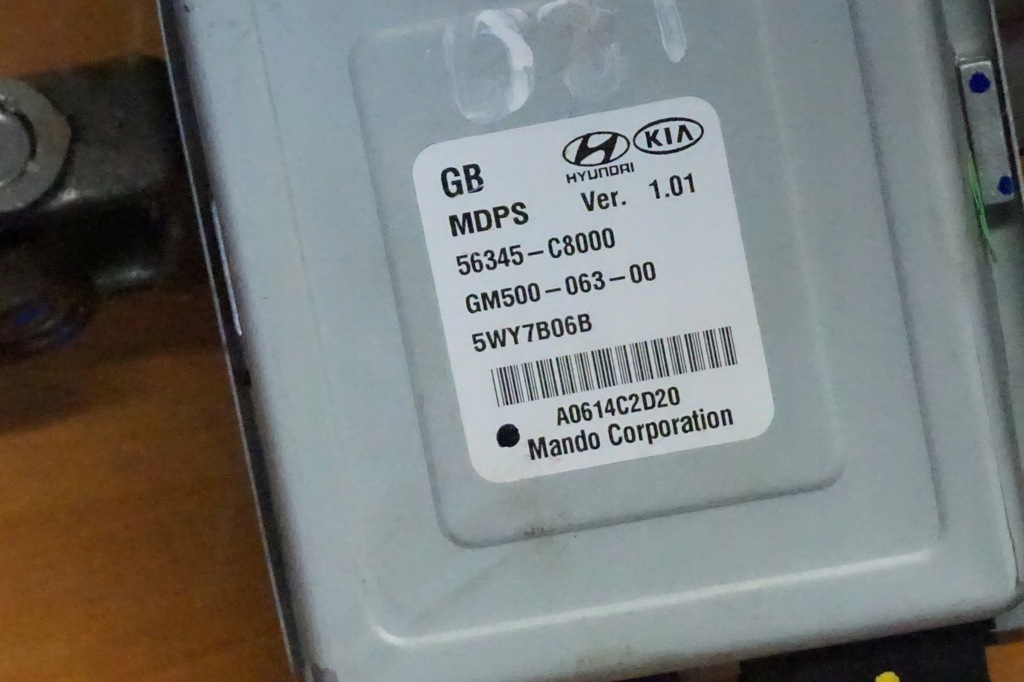 GB
HYUNDAI KIA
MDPS Ver. 1.01
56345-C8000
GM500-063-00
5WY7B06B
A0614C2D20
Mando Corporation